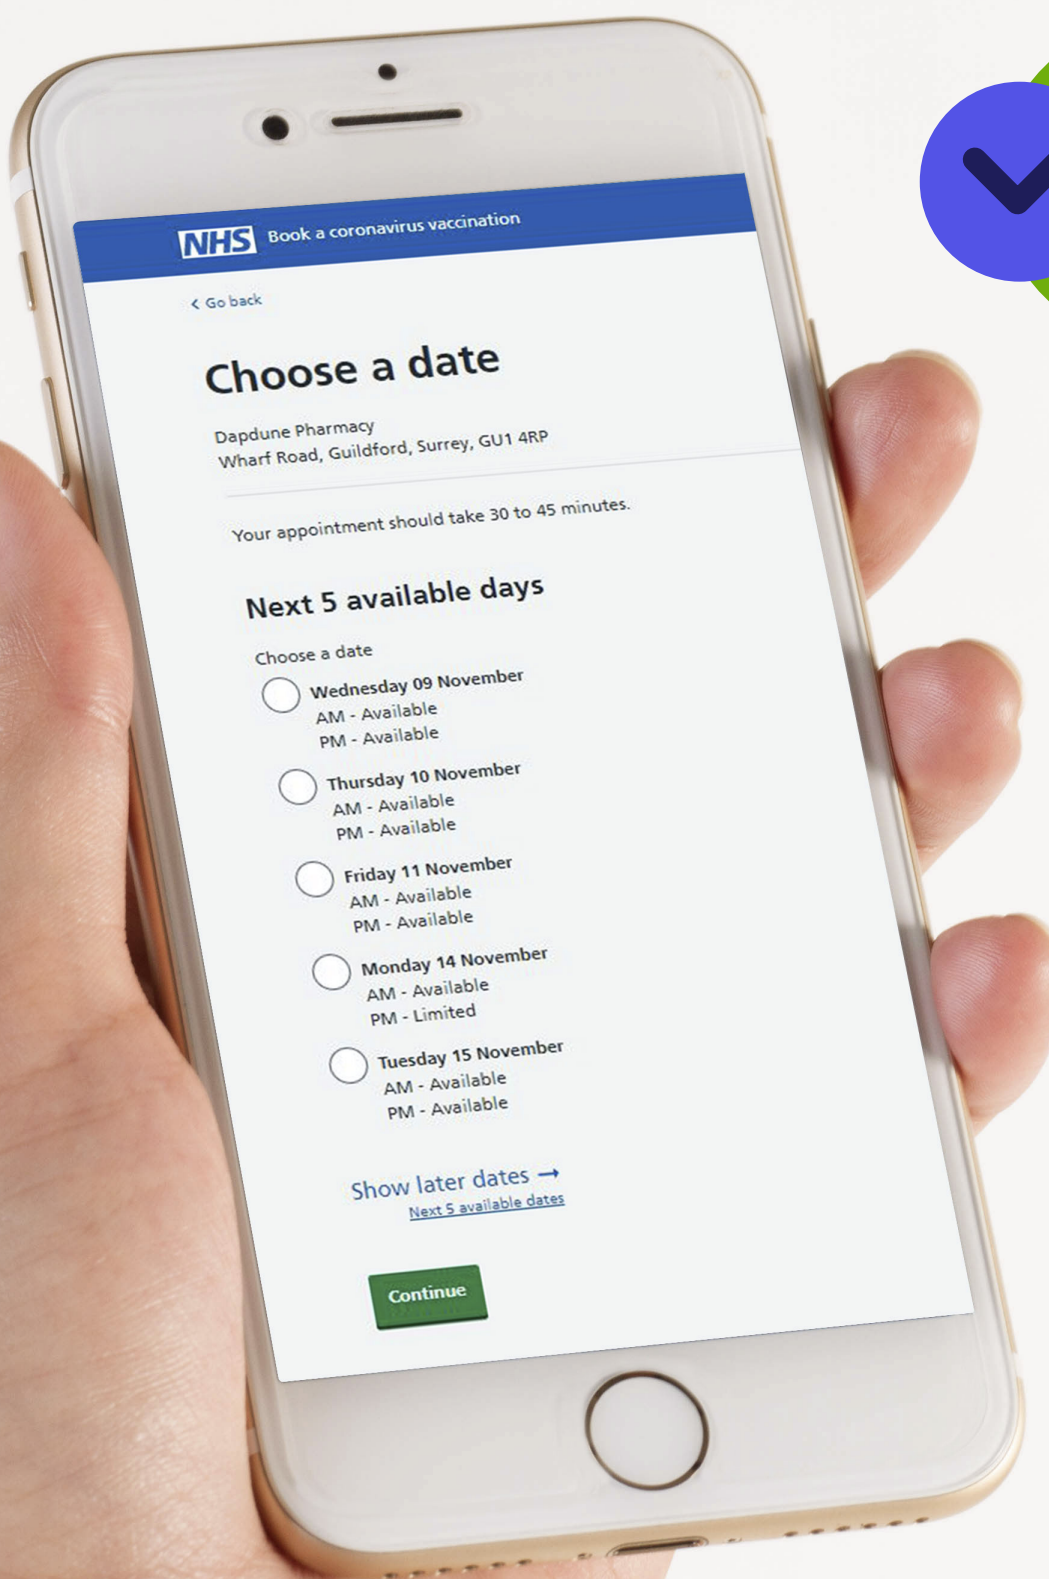 NHS Book a coronavirus vaccination
Go back
Choose a date
Dapdune Pharmacy
Wharf Road, Guildford, Surrey, GU1 4RP
Your appointment should take 30 to 45 minutes.
Next 5 available days
Choose a date
Wednesday 09 November
AM - Available
PM - Available
Thursday 10 November
AM - Available
PM - Available
Friday 11 November
AM - Available
PM - Available
Monday 14 November
AM - Available
PM - Limited
Tuesday 15 November
AM - Available
PM - Available
Show later dates →
Next 5 available dates
Continue